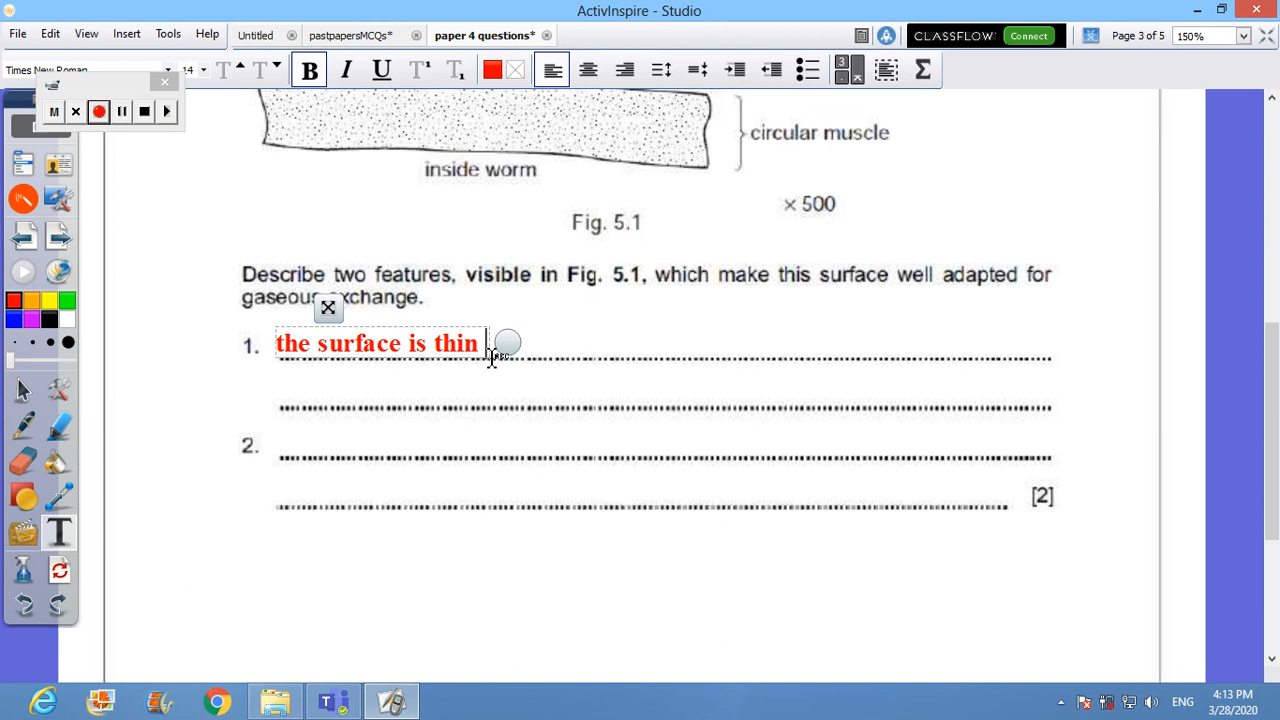 ActivInspire - Studio
File Edit View Insert Tools Help
Untitled
pastpapersMCQs*
paper 4 questions*
CLASSFLOW Connect
Page 3 of 5
150%
Times New Roman 14
M
circular muscle
inside worm
× 500
Fig. 5.1
Describe two features, visible in Fig. 5.1, which make this surface well adapted for
gaseous exchange.
1. the surface is thin
2.
[2]
ENG
4:13 PM
3/28/2020